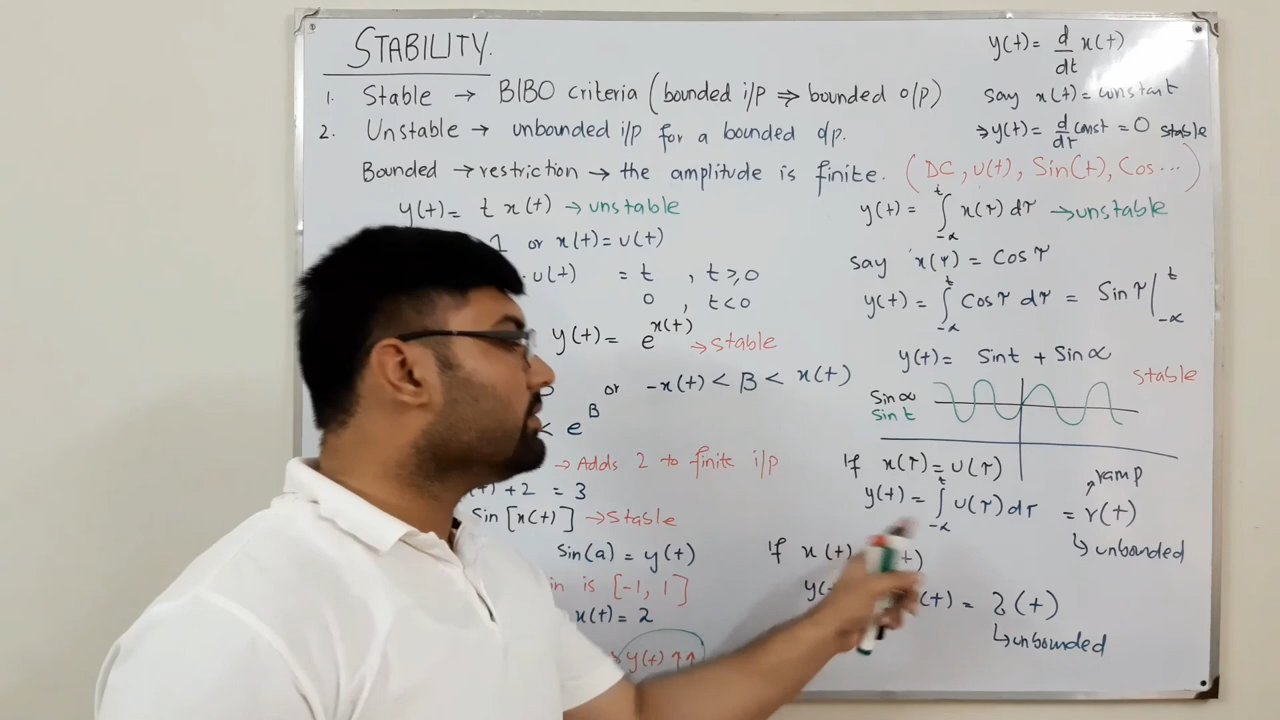 STABILITY.
1. Stable → BIBO criteria (bounded i/p ⇒ bounded o/p)
2. Unstable → unbounded i/p for a bounded o/p.
Bounded → restriction → the amplitude is finite. (DC, u(t), Sin(t), Cos...)
y(t) = t x(t) → unstable
1 or x(t) = u(t)
. u(t) = t , t ≥ 0
0 , t < 0
y(t) = e^x(t) → stable
or -x(t) < β < x(t)
< e^β
→ Adds 2 to finite i/p
+2 = 3
Sin [x(t)] → stable
Sin(a) = y(t)
is [-1, 1]
x(t) = 2
y(t) ↑↑
y(t) = d/dt x(t)
say x(t) = constant
⇒ y(t) = d/dt const = 0 stable
y(t) = ∫_{-α}^{t} x(τ) dτ → unstable
say x(τ) = Cos τ
y(t) = ∫_{-α}^{t} Cos τ dτ = Sin τ |_{-α}^{t}
y(t) = Sin t + Sin α
stable
Sin α
Sin t
If x(τ) = u(τ)
y(t) = ∫_{-α}^{t} u(τ) dτ = r(t)
ramp
↳ unbounded
If x(t) t)
y( (t) = δ(t)
↳ unbounded